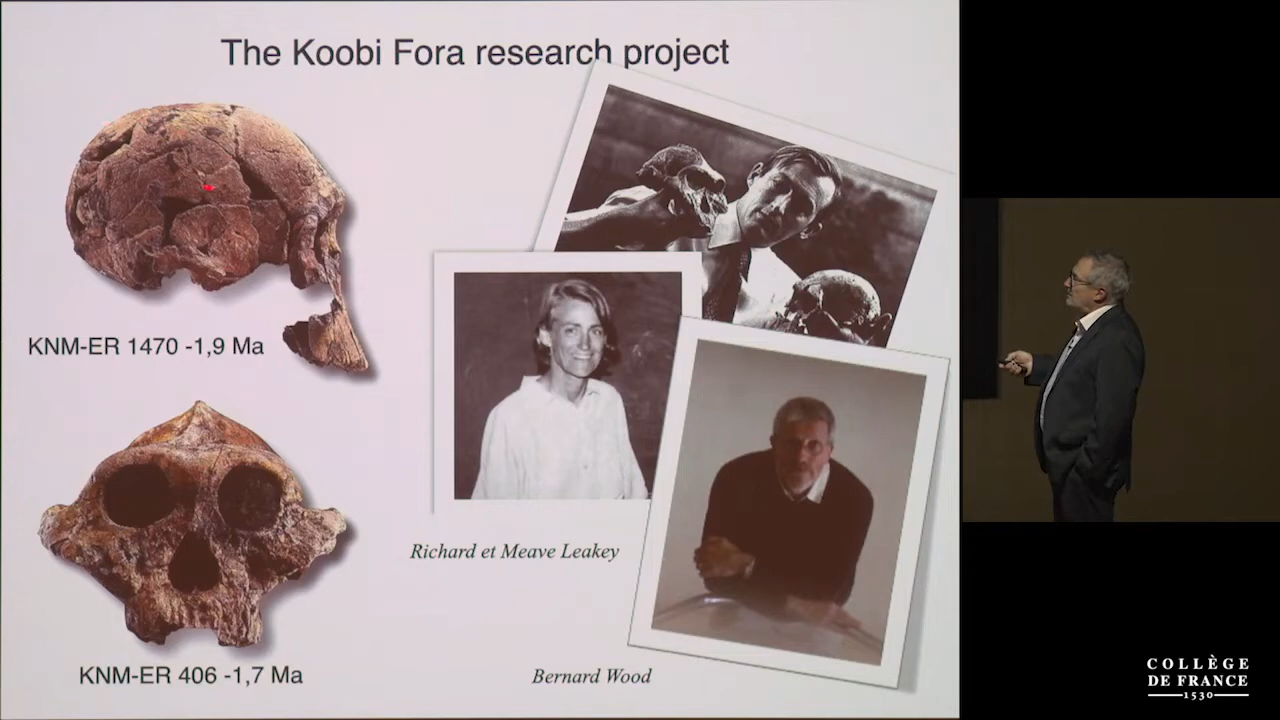 The Koobi Fora research project
KNM-ER 1470 -1,9 Ma
KNM-ER 406 -1,7 Ma
Richard et Meave Leakey
Bernard Wood
COLLÈGE
DE FRANCE
1530